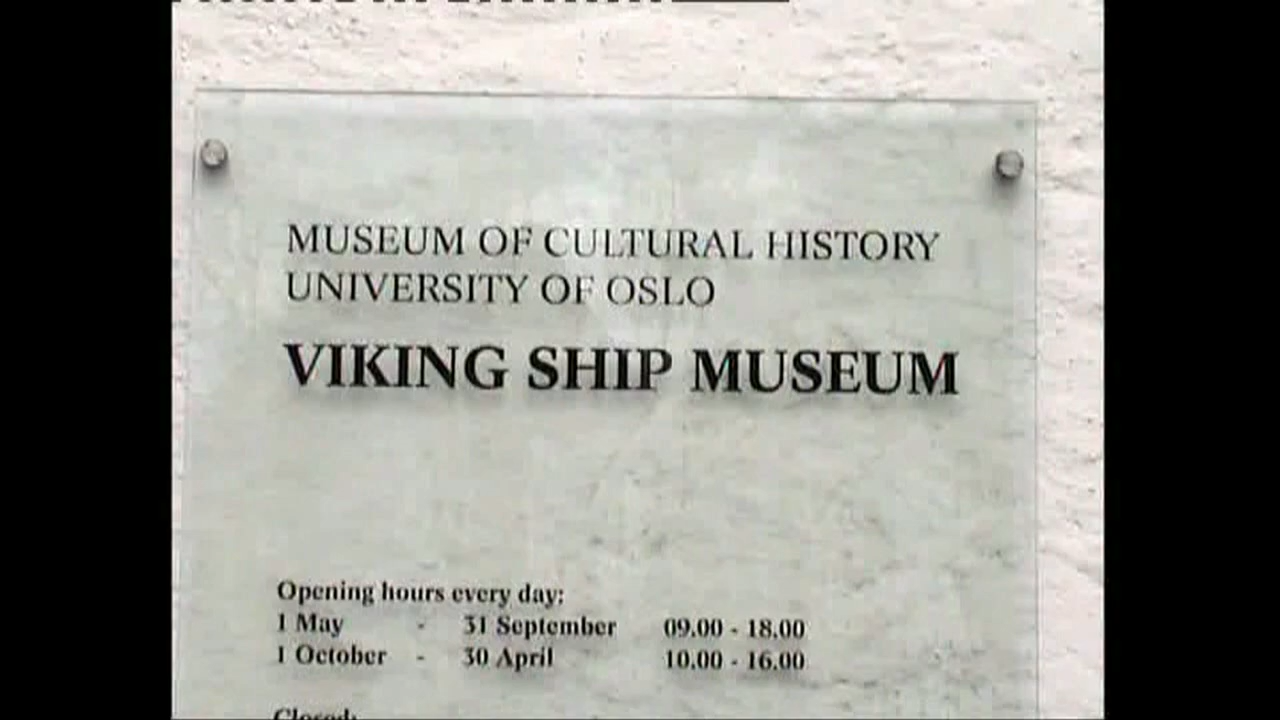 MUSEUM OF CULTURAL HISTORY
UNIVERSITY OF OSLO
VIKING SHIP MUSEUM
Opening hours every day:
1 May - 31 September 09.00 - 18.00
1 October - 30 April 10.00 - 16.00
Closed: